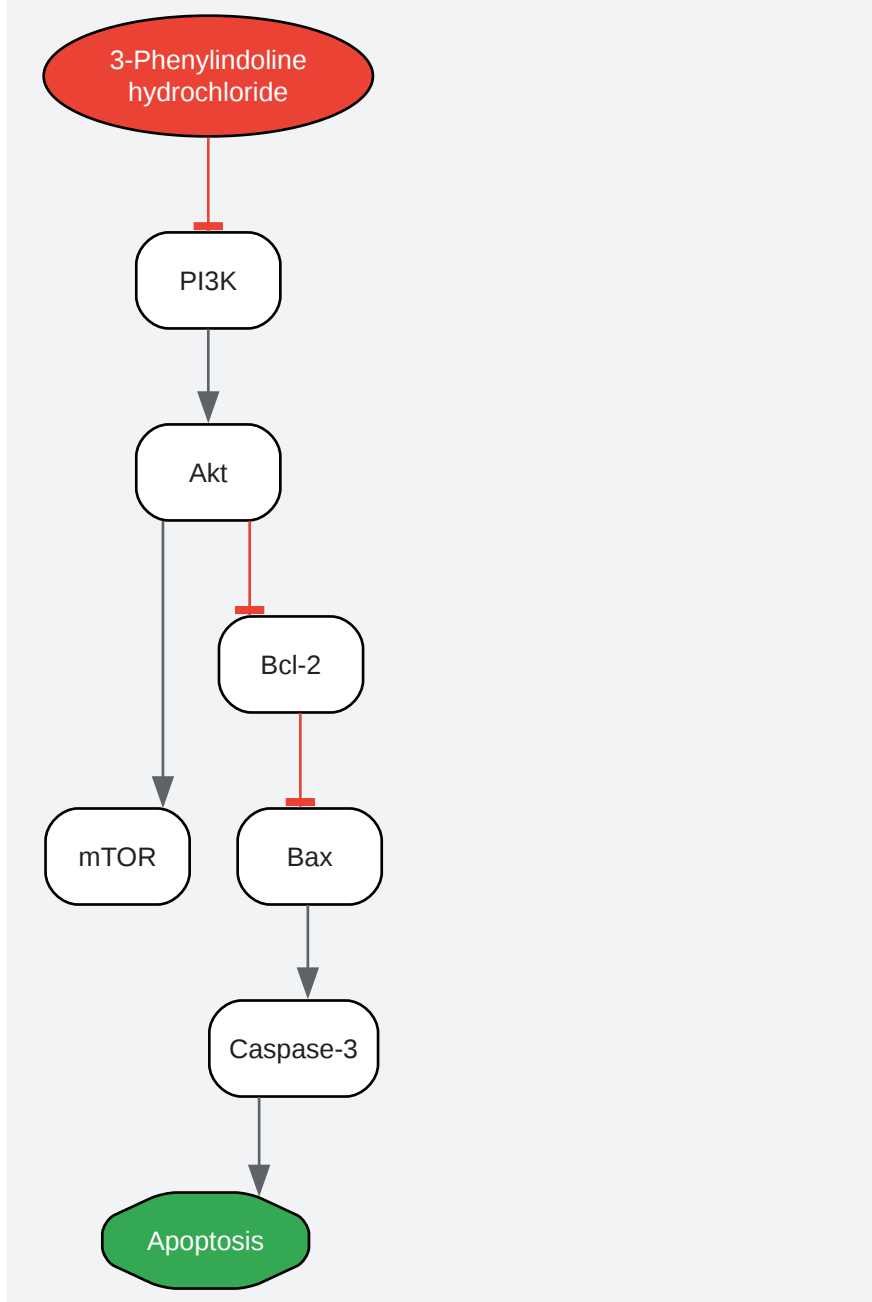 3-Phenylindoline
hydrochloride
PI3K
Akt
Bcl-2
mTOR
Bax
Caspase-3
Apoptosis